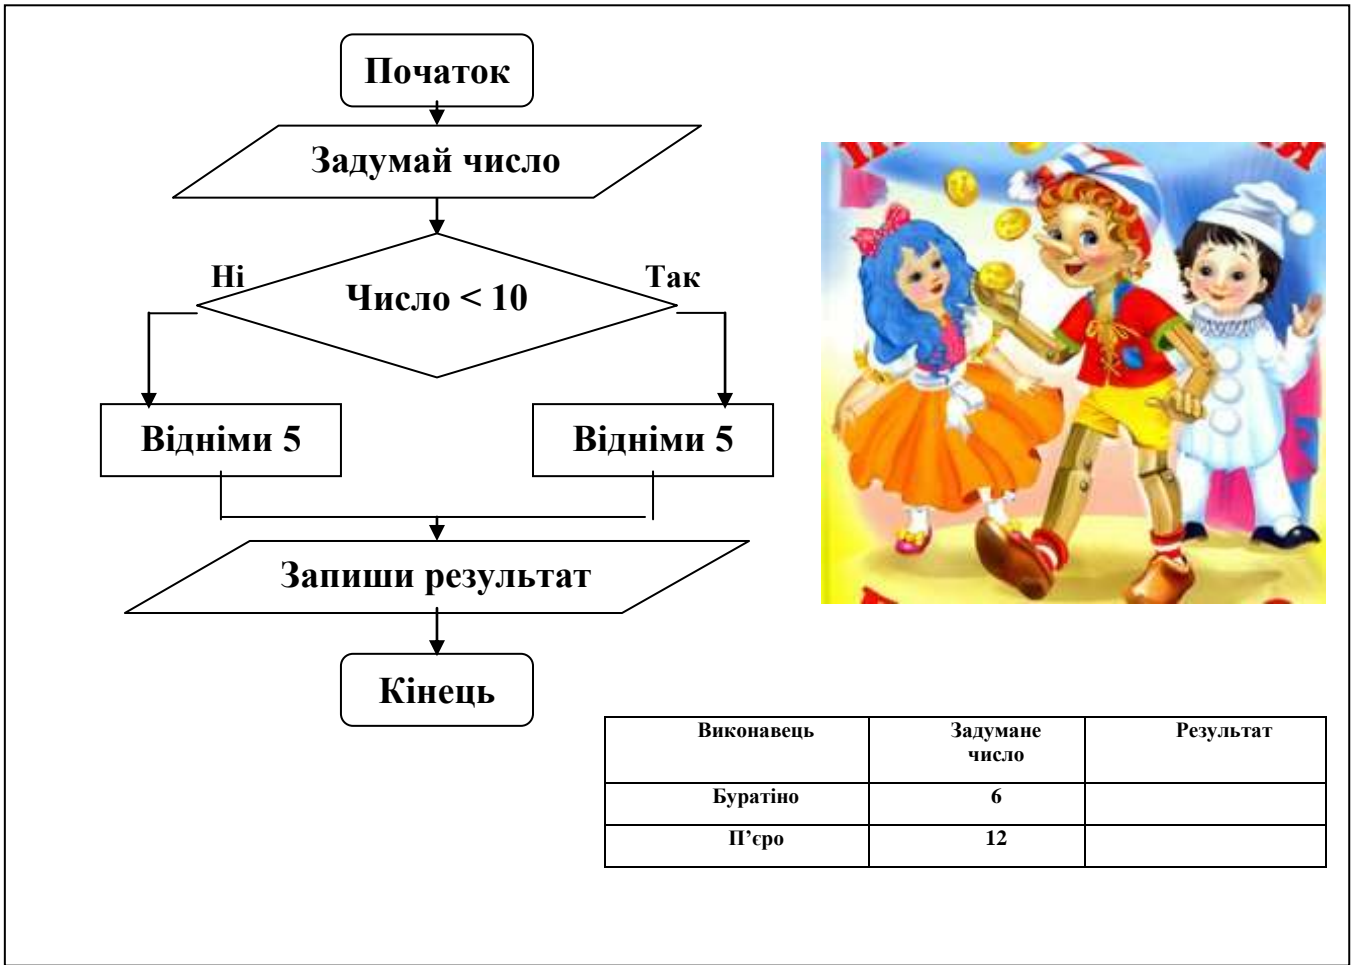 Початок
Задумай число
Ні
Так
Число < 10
Відніми 5
Відніми 5
Запиши результат
Кінець
Виконавець
Задумане
число
Результат
Буратіно
6
П’єро
12